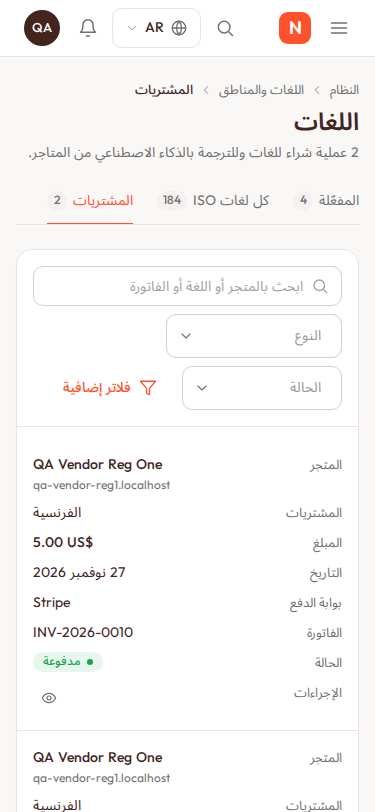 N
AR
QA
النظام › اللغات والمناطق › المشتريات
اللغات
2 عملية شراء للغات وللترجمة بالذكاء الاصطناعي من المتاجر.
المفعّلة 4 كل لغات ISO 184 المشتريات 2
ابحث بالمتجر أو اللغة أو الفاتورة
النوع
الحالة
فلاتر إضافية
المتجر QA Vendor Reg One
qa-vendor-reg1.localhost
المشتريات الفرنسية
المبلغ 5.00 US$
التاريخ 27 نوفمبر 2026
بوابة الدفع Stripe
الفاتورة INV-2026-0010
الحالة مدفوعة
الإجراءات
المتجر QA Vendor Reg One
qa-vendor-reg1.localhost
المشتريات الفرنسية